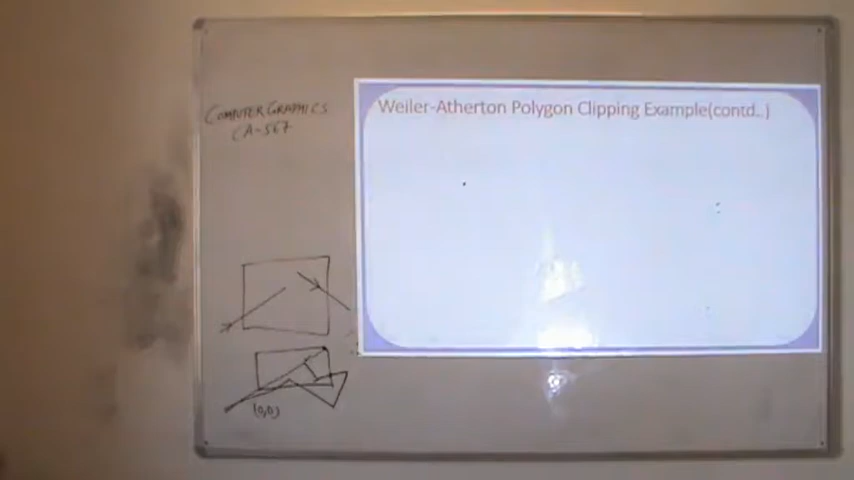 COMPUTER GRAPHICS
CA-567
Weiler-Atherton Polygon Clipping Example(contd..)
(0,0)